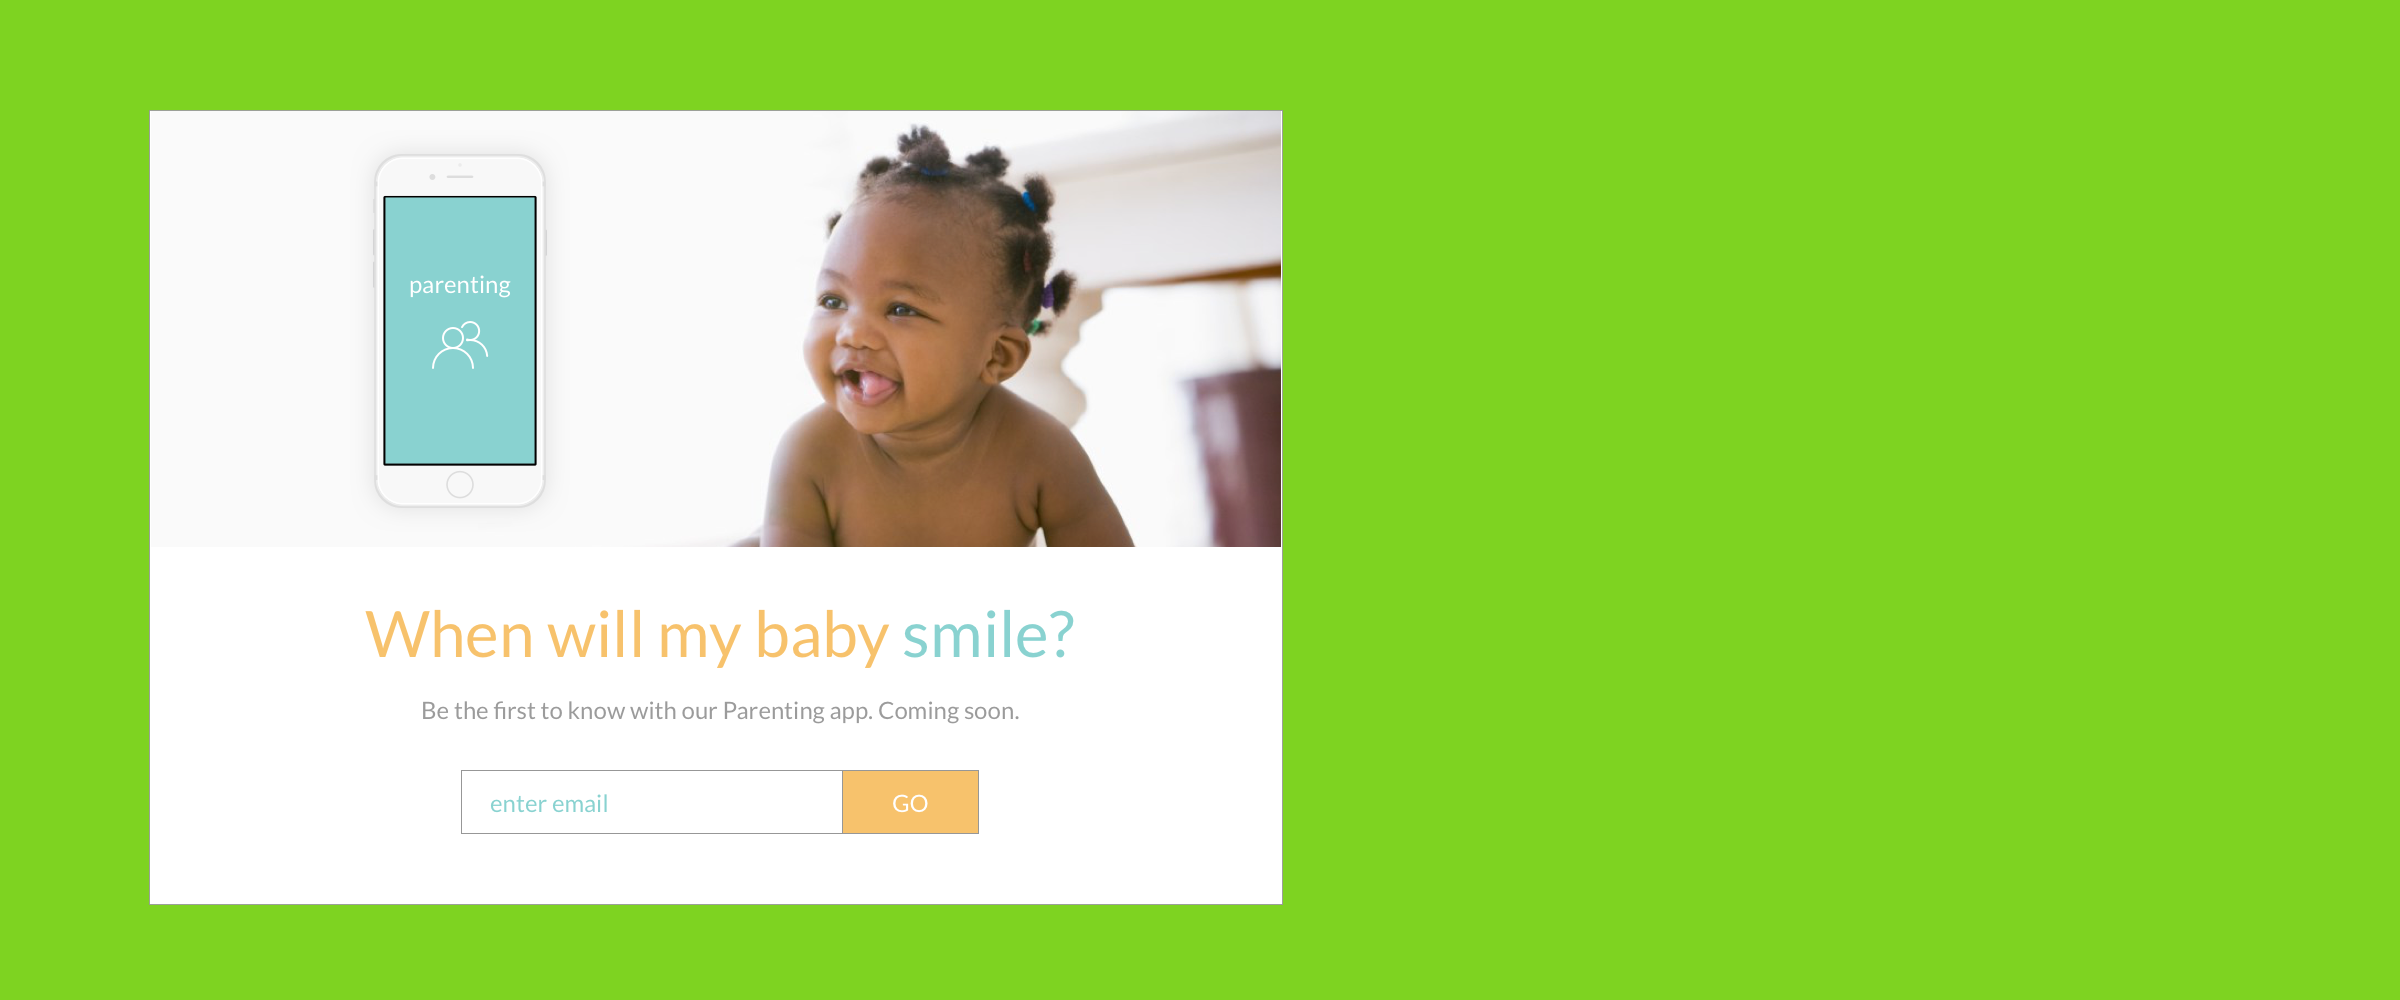 parenting
When will my baby smile?
Be the first to know with our Parenting app. Coming soon.
enter email
GO